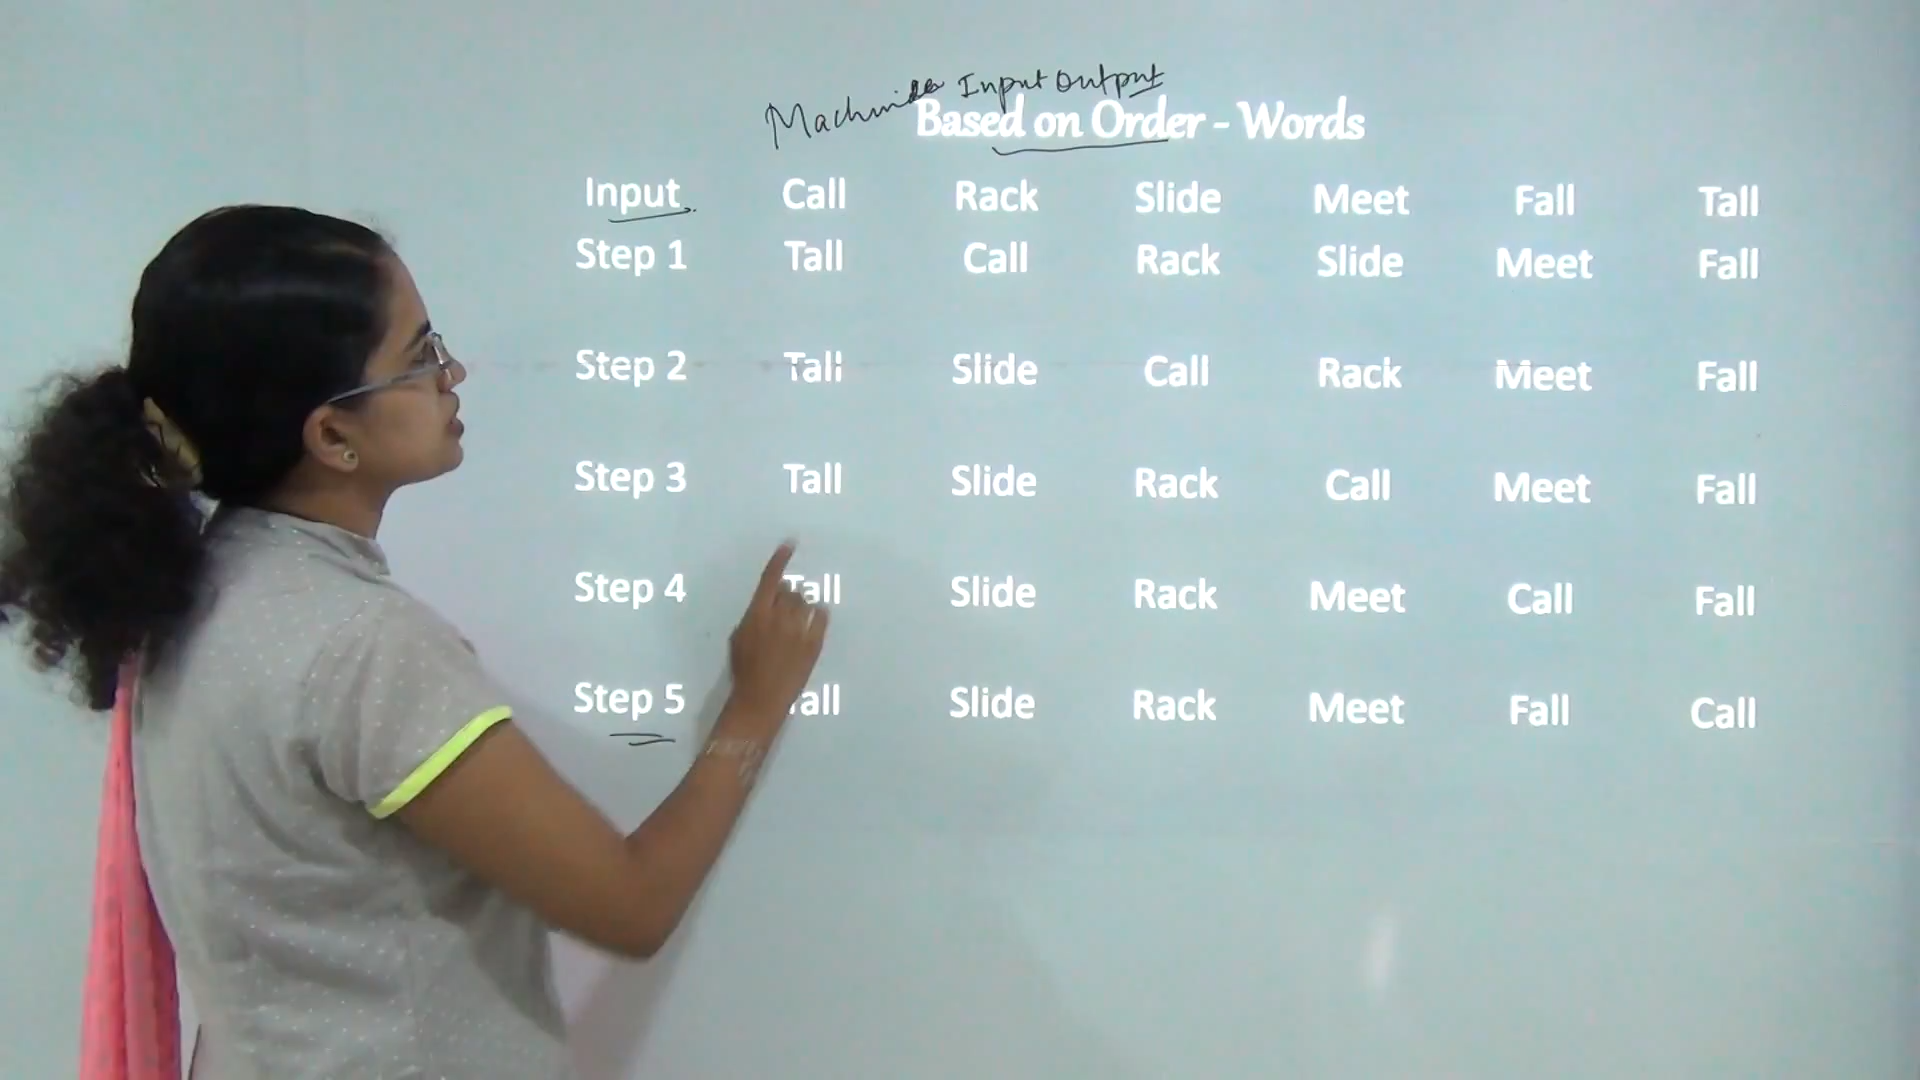 Machine Input Output
Based on Order - Words
Input Call Rack Slide Meet Fall Tall
Step 1 Tall Call Rack Slide Meet Fall
Step 2 Tall Slide Call Rack Meet Fall
Step 3 Tall Slide Rack Call Meet Fall
Step 4 Tall Slide Rack Meet Call Fall
Step 5 Tall Slide Rack Meet Fall Call